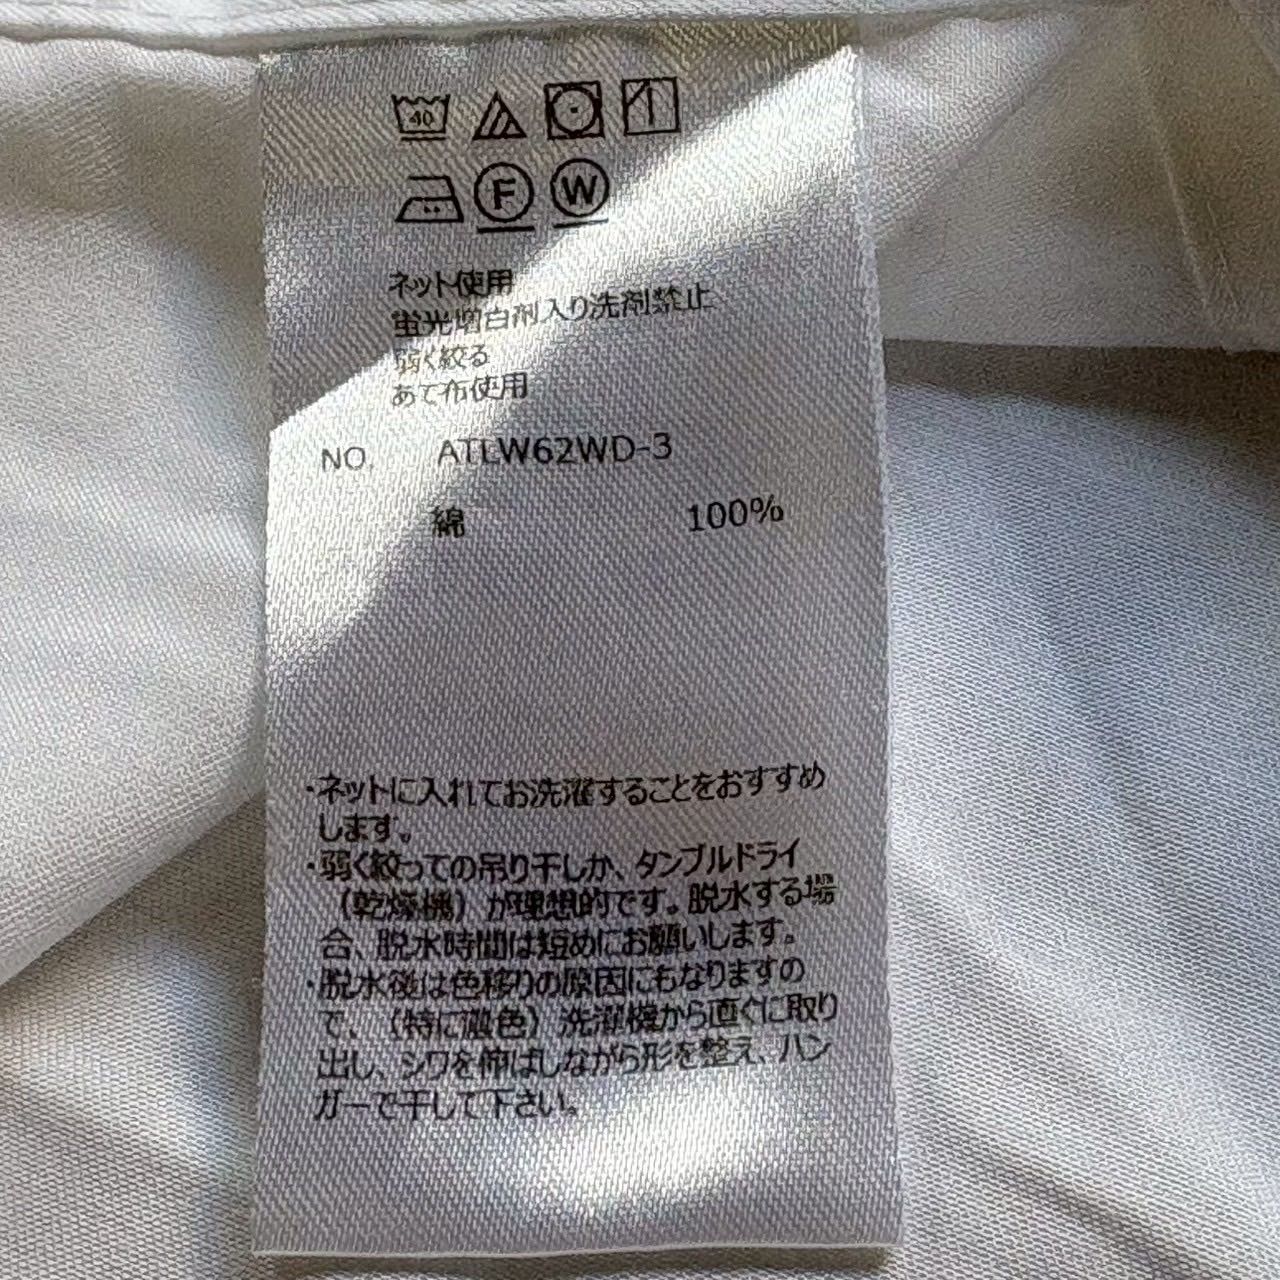 40
F W
ネット使用
蛍光増白剤入り洗剤禁止
弱く絞る
あて布使用
NO. ATLW62WD-3
綿 100%
・ネットに入れてお洗濯することをおすすめ
します。
・弱く絞っての吊り干しか、タンブルドライ
(乾燥機)が理想的です。脱水する場
合、脱水時間は短めにお願いします。
・脱水後は色移りの原因にもなりますの
で、(特に濃色)洗濯機から直ぐに取り
出し、シワを伸ばしながら形を整え、ハン
ガーで干して下さい。